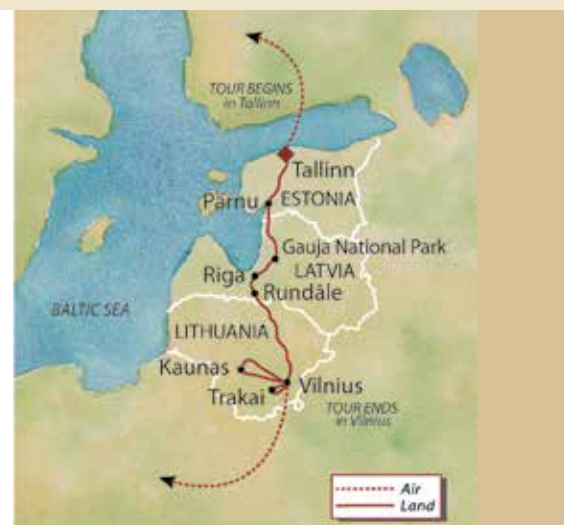 TOUR BEGINS
in Tallinn
Tallinn
Pärnu
ESTONIA
Gauja National Park
Riga
LATVIA
Rundāle
BALTIC SEA
LITHUANIA
Kaunas
Vilnius
Trakai
TOUR ENDS
in Vilnius
Air
Land